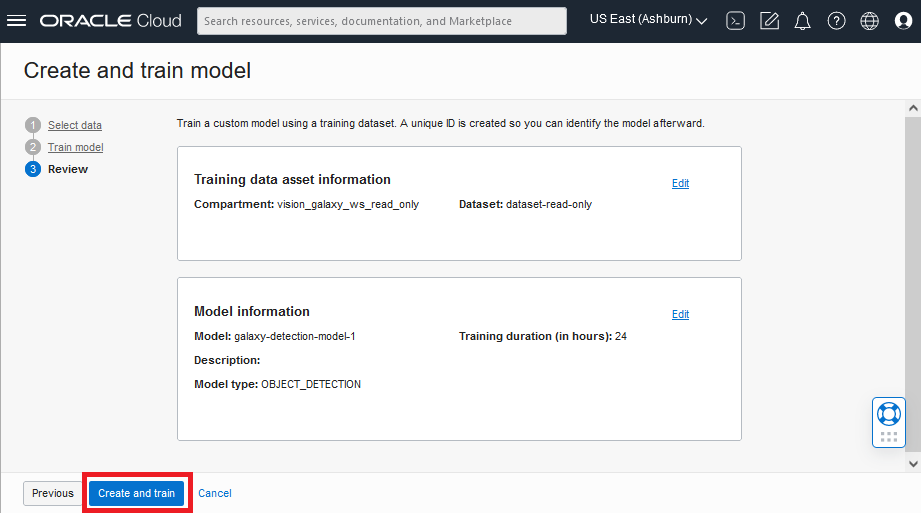 ORACLE Cloud
Search resources, services, documentation, and Marketplace
US East (Ashburn)
Create and train model
1 Select data
2 Train model
3 Review
Train a custom model using a training dataset. A unique ID is created so you can identify the model afterward.
Training data asset information
Edit
Compartment: vision_galaxy_ws_read_only
Dataset: dataset-read-only
Model information
Edit
Model: galaxy-detection-model-1
Training duration (in hours): 24
Description:
Model type: OBJECT_DETECTION
Previous
Create and train
Cancel